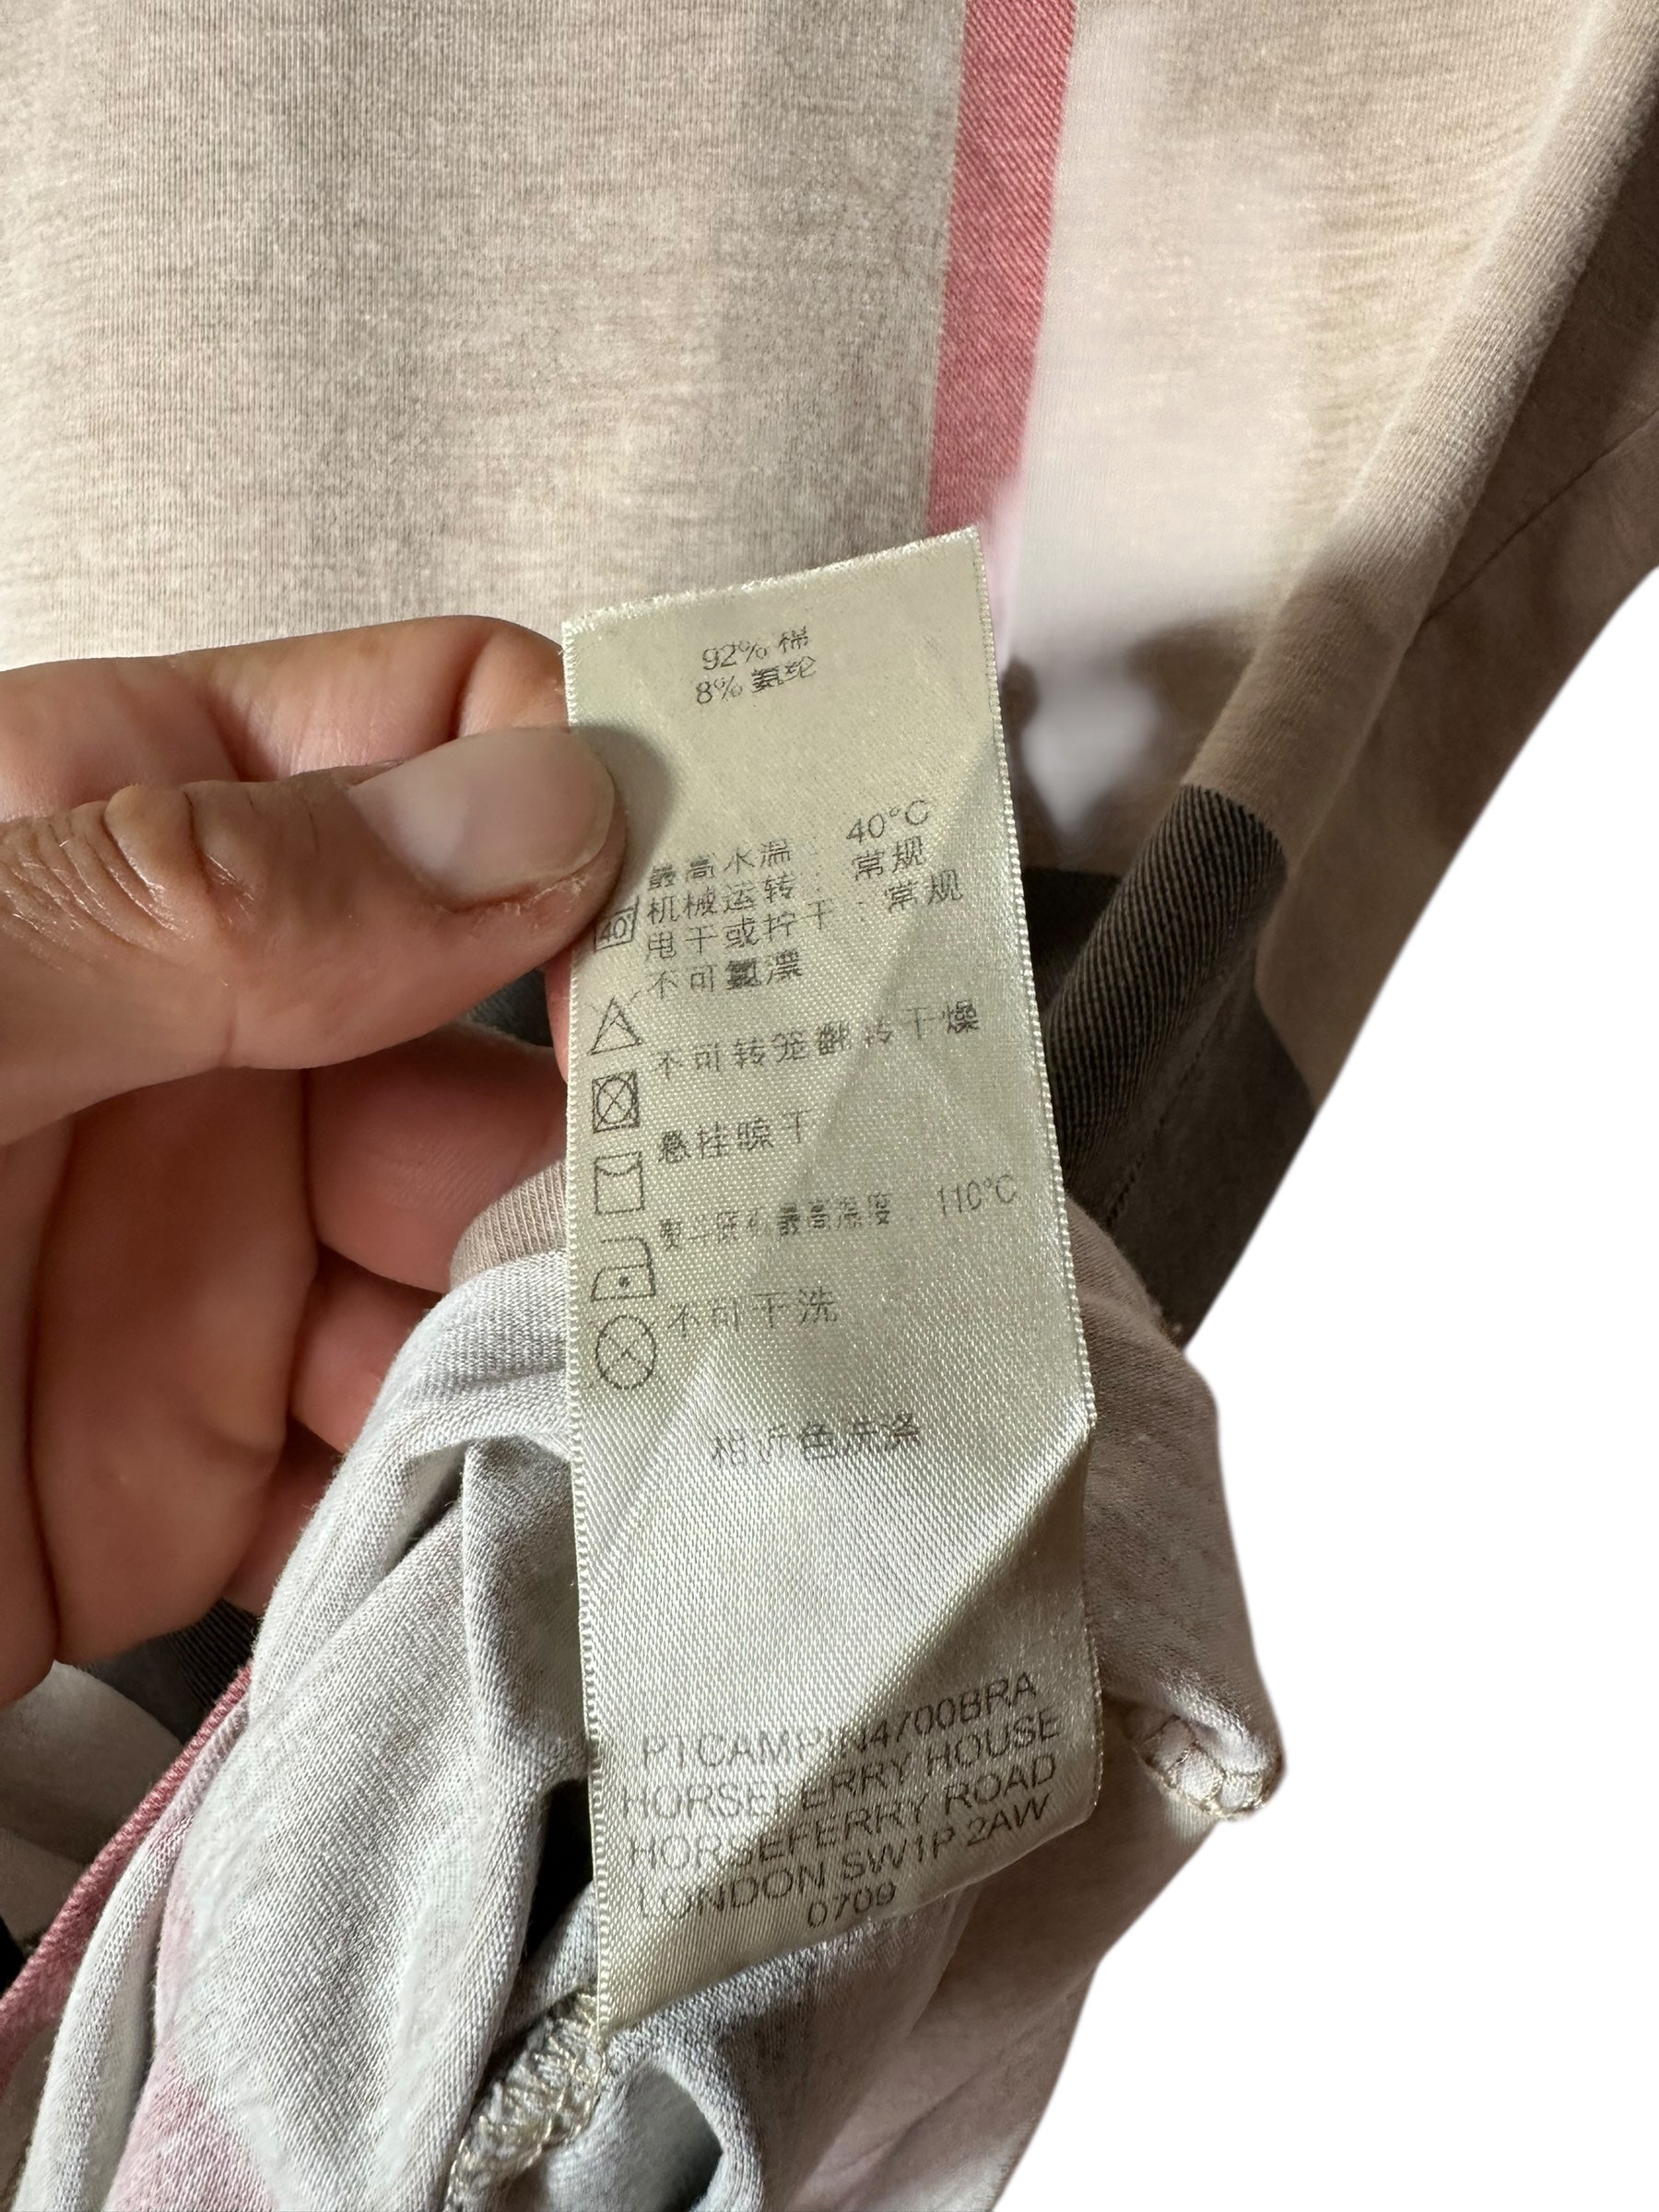 92% 棉
8% 氨纶
最高水温: 40°C
机械运转: 常规
40
电干或拧干: 常规
不可氯漂
不可转笼翻转干燥
悬挂晾干
熨斗底板最高温度: 110°C
不可干洗
相近色洗涤
HORSEFERRY HOUSE
HORSEFERRY ROAD
LONDON SW1P 2AW
0709